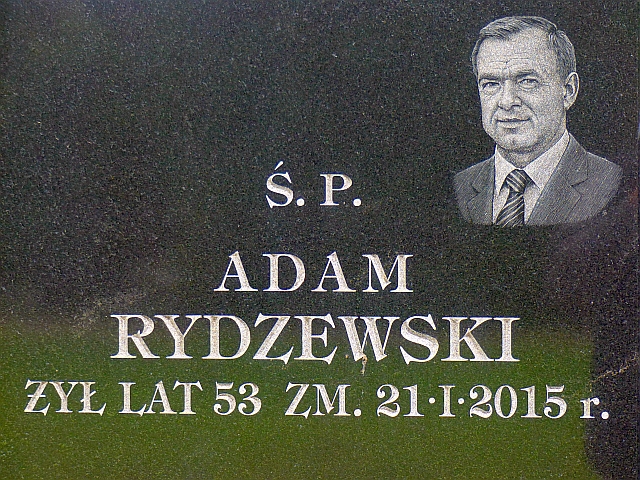 Ś. P.
ADAM
RYDZEWSKI
ŻYŁ LAT 53 ZM. 21·I·2015 r.